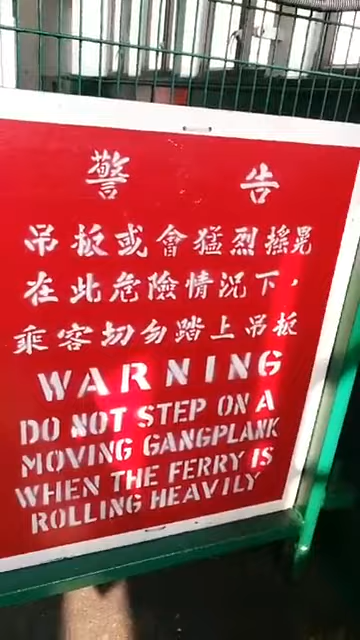 警 告
吊板或會猛烈搖晃
在此危險情況下，
乘客切勿踏上吊板
WARNING
DO NOT STEP ON A
MOVING GANGPLANK
WHEN THE FERRY IS
ROLLING HEAVILY